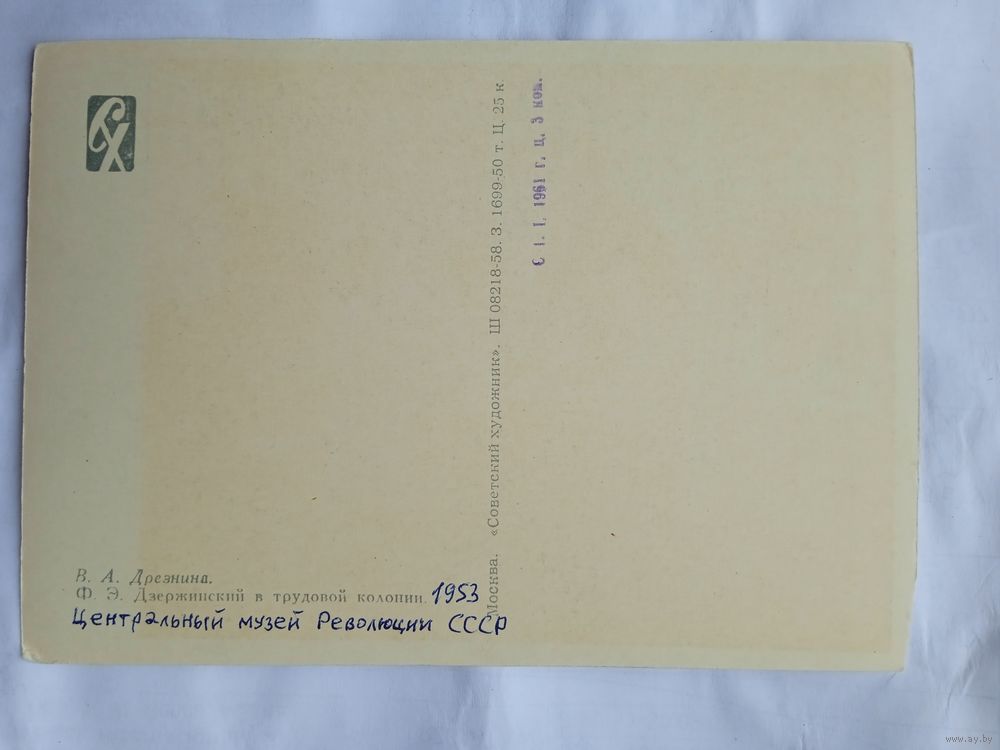 СХ
В. А. Дрезнина.
Ф. Э. Дзержинский в трудовой колонии. 1953
Центральный музей Революции СССР
Москва. «Советский художник». Ш 08218-58. З. 1699-50 т. Ц. 25 к.
С 1. I. 1961 г. ц. 3 коп.
www.ay.by